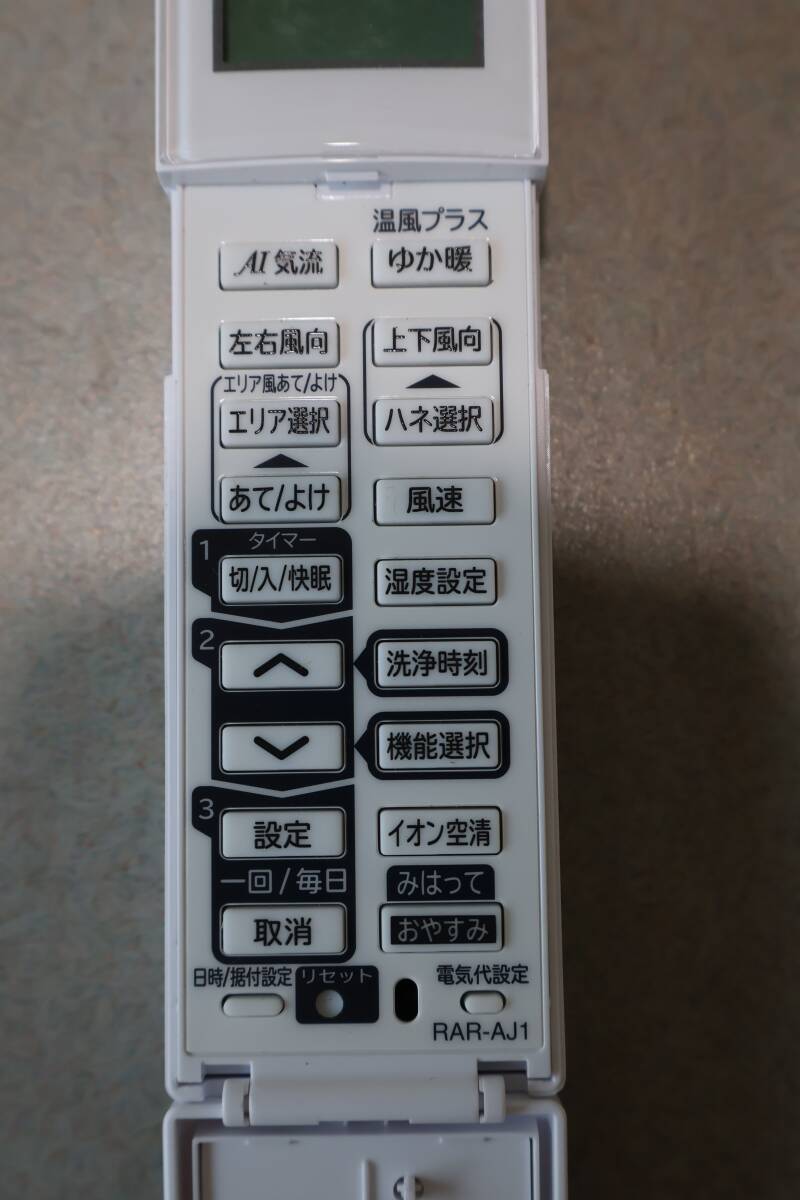 温風プラス
AI 気流
ゆか暖
左右風向
上下風向
エリア風あて/よけ
エリア選択
ハネ選択
あて/よけ
風速
1
タイマー
切/入/快眠
湿度設定
2
洗浄時刻
機能選択
3
設定
イオン空清
一回/毎日
みはって
取消
おやすみ
日時/据付設定
リセット
電気代設定
RAR-AJ1